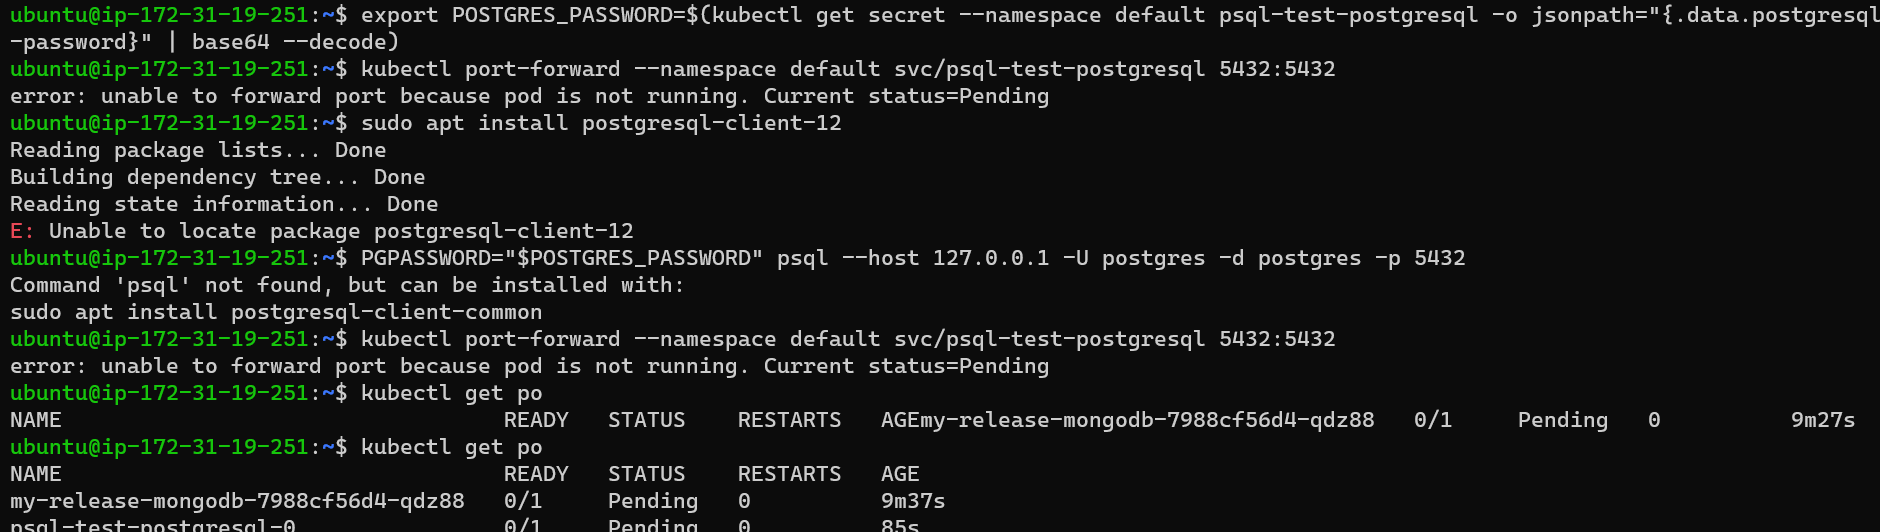 ubuntu@ip-172-31-19-251:~$ export POSTGRES_PASSWORD=$(kubectl get secret --namespace default psql-test-postgresql -o jsonpath="{.data.postgresql
-password}" | base64 --decode)
ubuntu@ip-172-31-19-251:~$ kubectl port-forward --namespace default svc/psql-test-postgresql 5432:5432
error: unable to forward port because pod is not running. Current status=Pending
ubuntu@ip-172-31-19-251:~$ sudo apt install postgresql-client-12
Reading package lists... Done
Building dependency tree... Done
Reading state information... Done
E: Unable to locate package postgresql-client-12
ubuntu@ip-172-31-19-251:~$ PGPASSWORD="$POSTGRES_PASSWORD" psql --host 127.0.0.1 -U postgres -d postgres -p 5432
Command 'psql' not found, but can be installed with:
sudo apt install postgresql-client-common
ubuntu@ip-172-31-19-251:~$ kubectl port-forward --namespace default svc/psql-test-postgresql 5432:5432
error: unable to forward port because pod is not running. Current status=Pending
ubuntu@ip-172-31-19-251:~$ kubectl get po
NAME                                  READY   STATUS    RESTARTS   AGEmy-release-mongodb-7988cf56d4-qdz88   0/1     Pending   0          9m27s
ubuntu@ip-172-31-19-251:~$ kubectl get po
NAME                                  READY   STATUS    RESTARTS   AGE
my-release-mongodb-7988cf56d4-qdz88   0/1     Pending   0          9m37s
psql-test-postgresql-0                0/1     Pending   0          85s